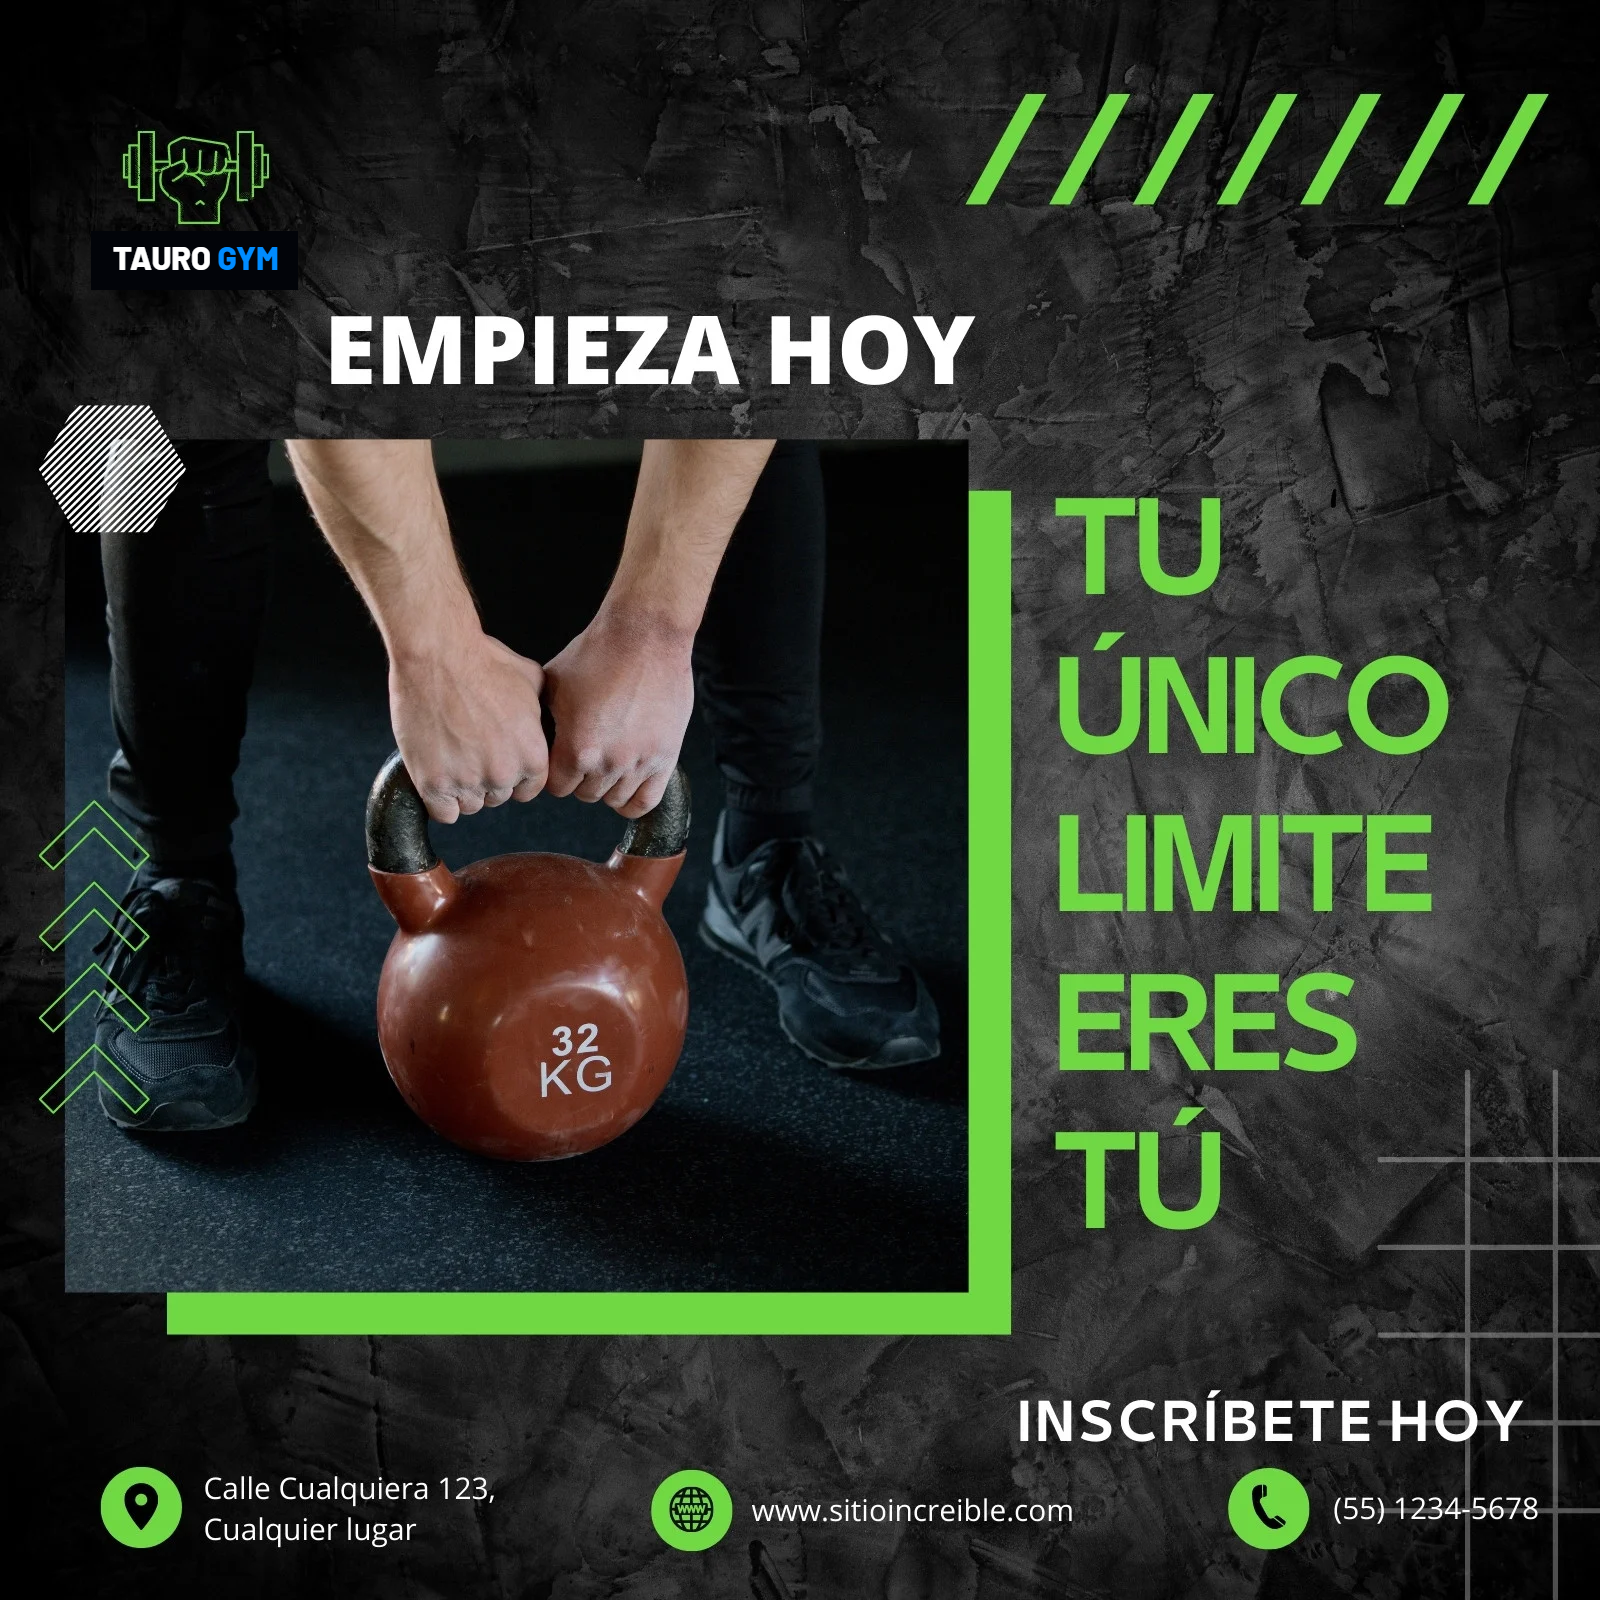 TAURO GYM
EMPIEZA HOY
TU
ÚNICO
LIMITE
ERES
TÚ
32
KG
INSCRÍBETE HOY
Calle Cualquiera 123,
Cualquier lugar
www
www.sitioincreible.com
(55) 1234-5678